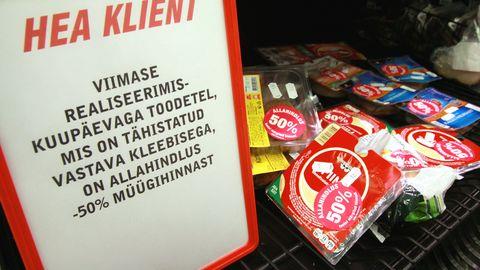 HEA KLIENT
VIIMASE
REALISEERIMIS-
KUUPÄEVAGA TOODETEL,
MIS ON TÄHISTATUD
VASTAVA KLEEBISEGA,
ON ALLAHINDLUS
-50% MÜÜGIHINNAST
ALLAHINDLUS
50%
ALLAHINDLUS
50%
50%